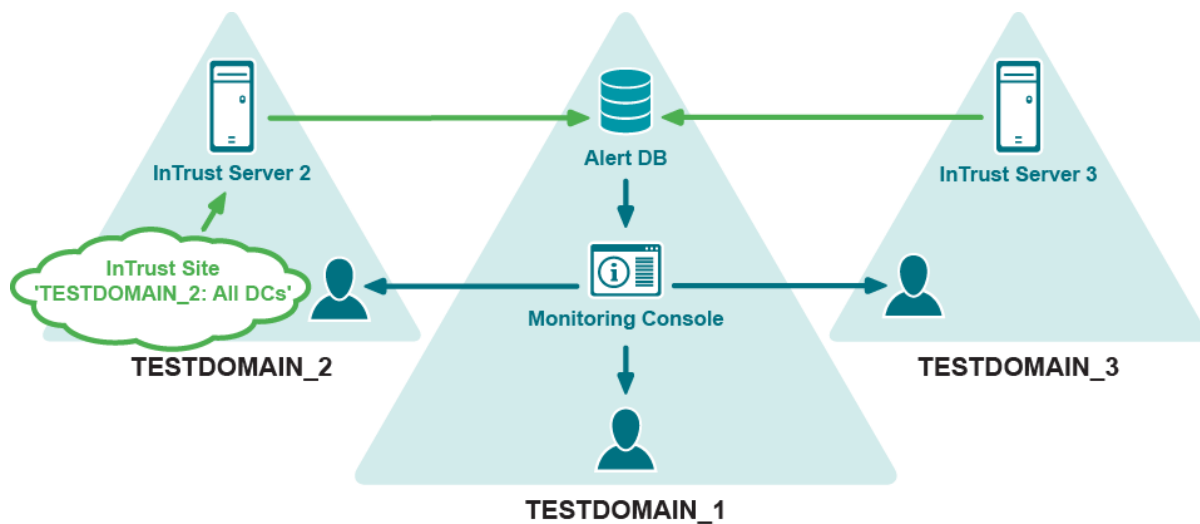 Alert DB
InTrust Server 2
InTrust Server 3
InTrust Site
'TESTDOMAIN_2: All DCs'
Monitoring Console
TESTDOMAIN_2
TESTDOMAIN_3
TESTDOMAIN_1